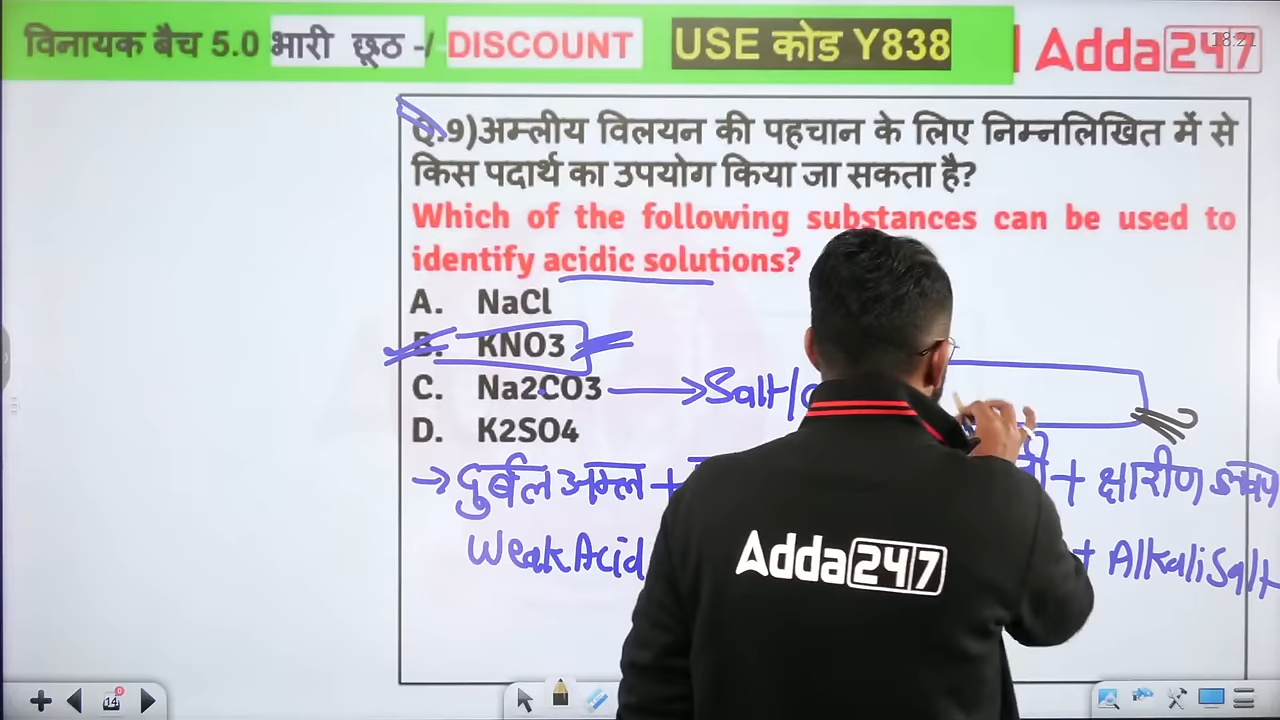 विनायक बैच 5.0 भारी छूठ -/ DISCOUNT USE कोड Y838 Adda247
18:21
Q.9)अम्लीय विलयन की पहचान के लिए निम्नलिखित में से
किस पदार्थ का उपयोग किया जा सकता है?
Which of the following substances can be used to
identify acidic solutions?
A. NaCl
B. KNO3
C. Na2CO3 → Salt/
D. K2SO4
→ दुर्बल अम्ल + + क्षारीण
Weak Acid + Alkali Salt
Adda247
14
0